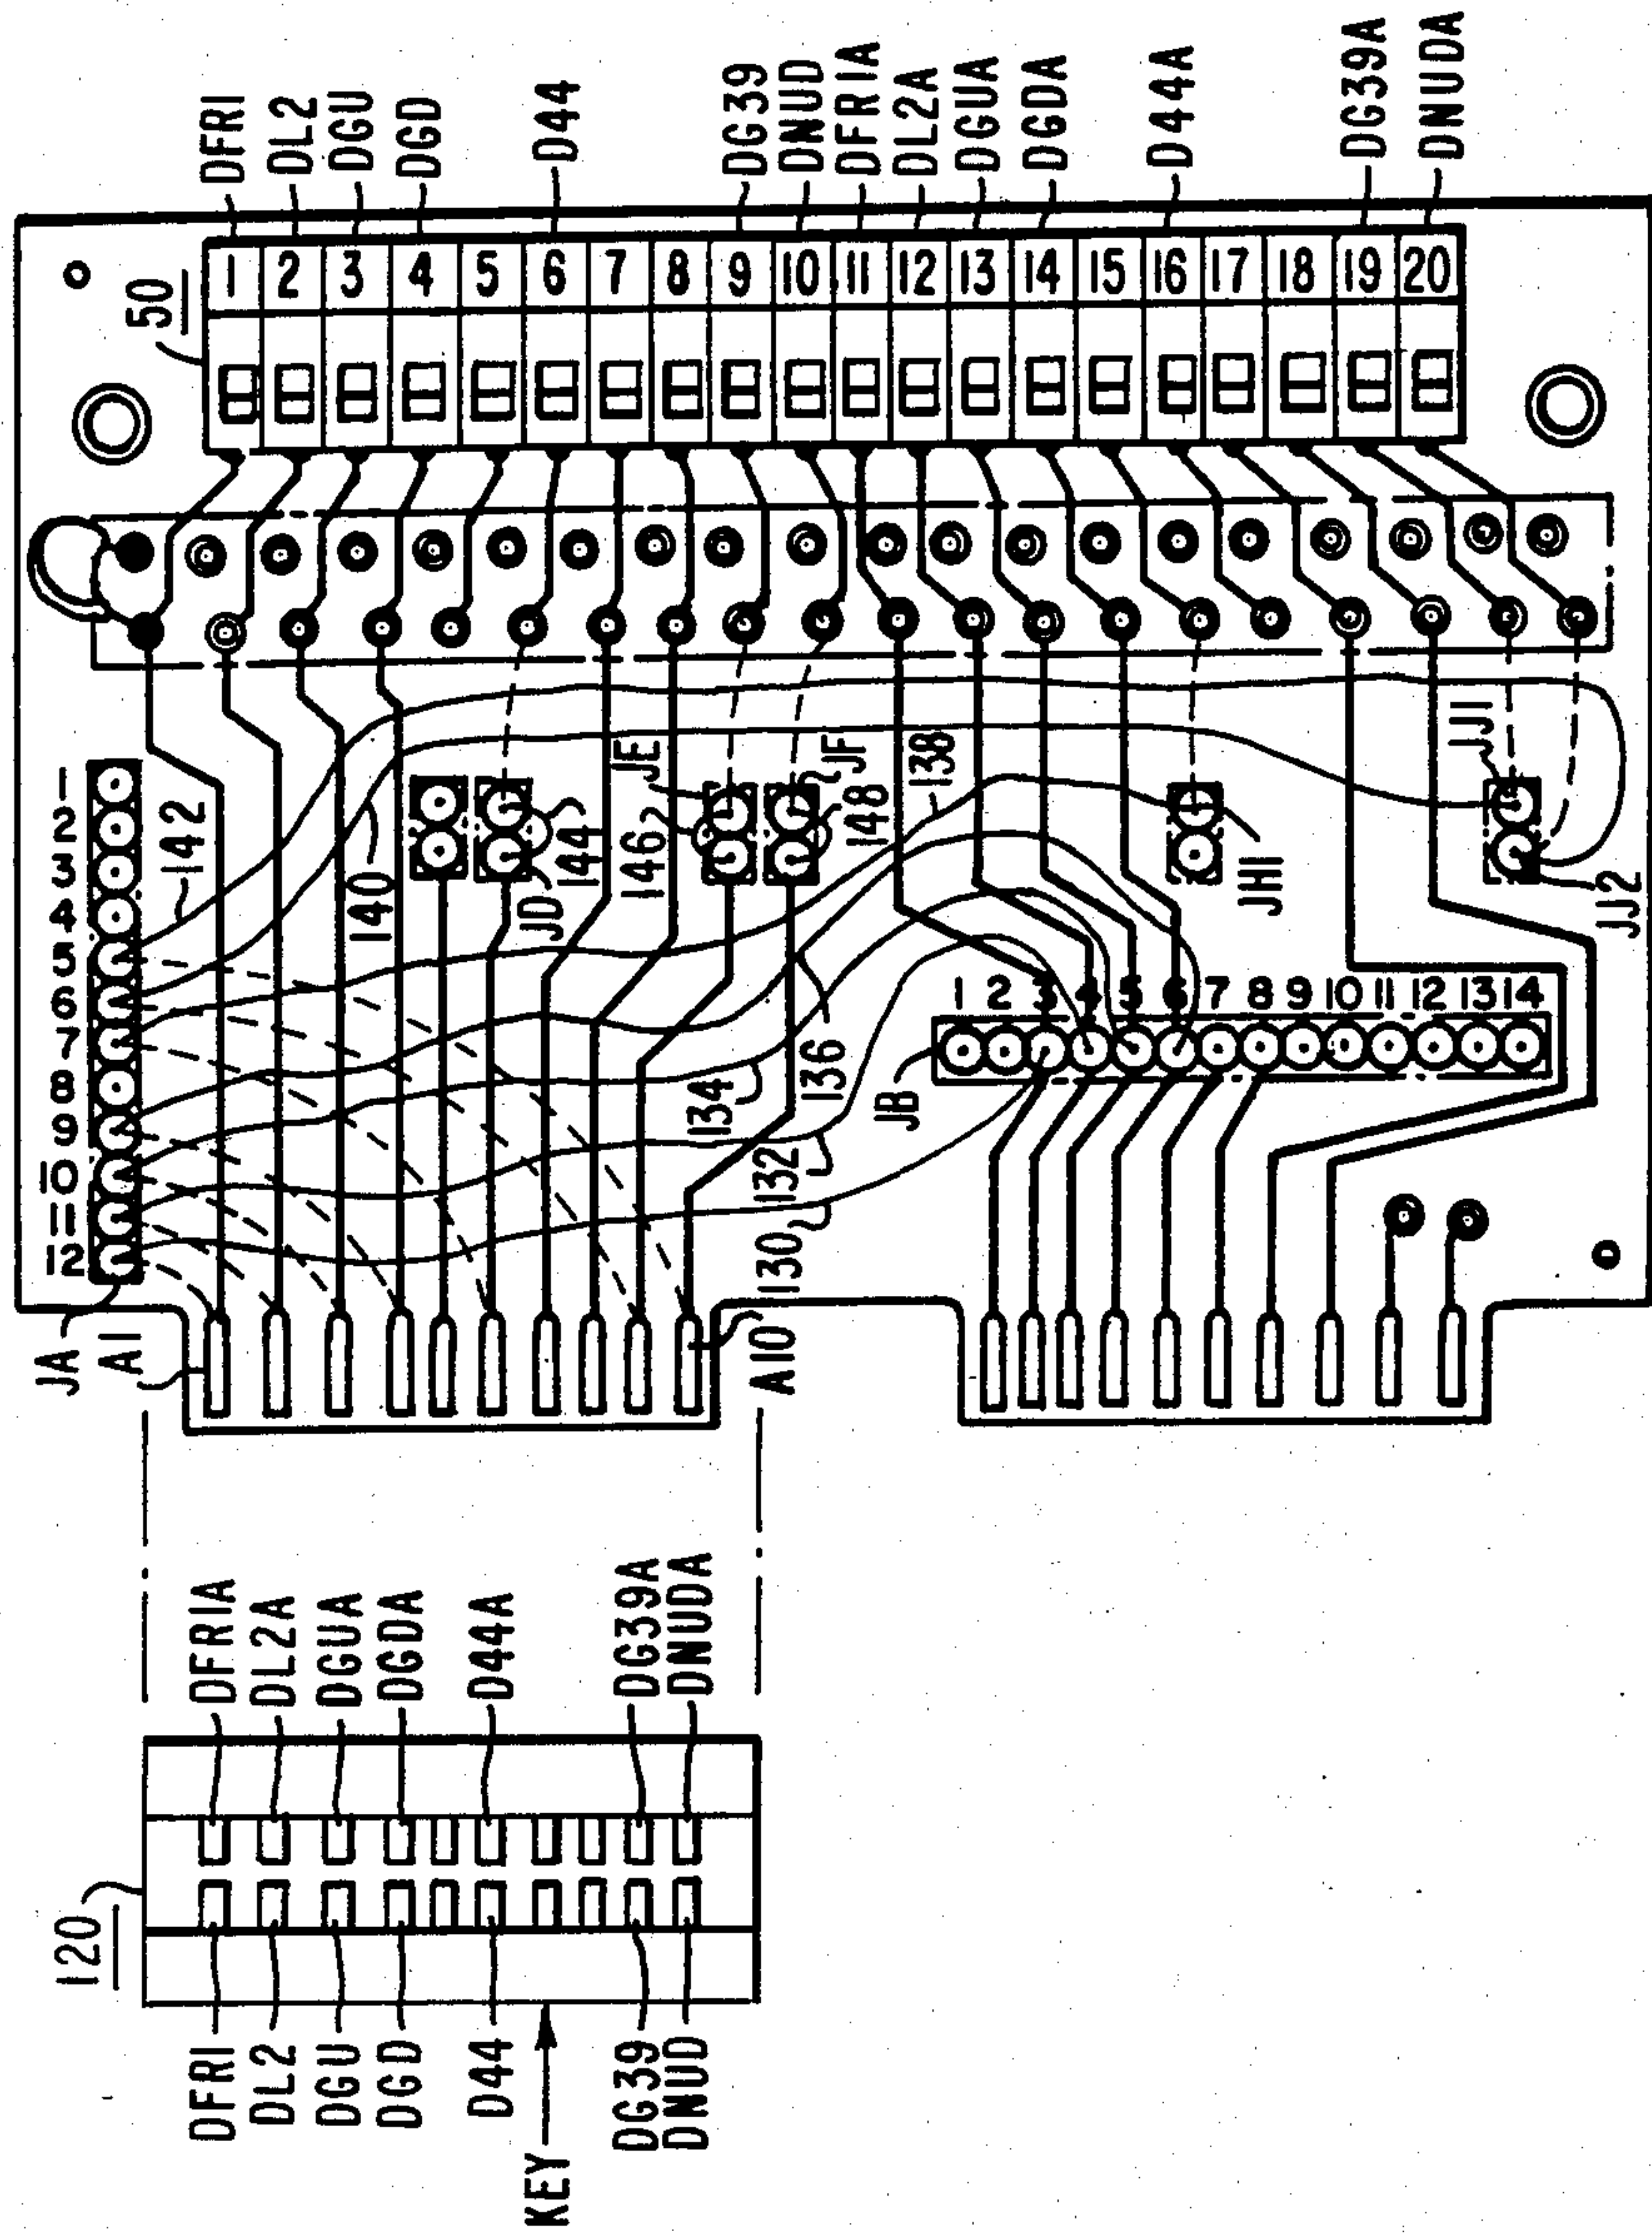 DFRI
DL2
DGU
DGD
D44
DG39
DNUD
DFRIA
DL2A
DGUA
DGDA
D44A
DG39A
DNUDA
50
1 2 3 4 5 6 7 8 9 10 11 12 13 14 15 16 17 18 19 20
1
2
3
4
5
6
7
8
9
10
11
12
142
140
JD
144
146
JE
JF
148
138
JH1
JJ1
JJ2
1 2 3 4 5 6 7 8 9 10 11 12 13 14
JB
134
136
132
130
JA
A1
A10
DFRIA
DL2A
DGUA
DGDA
D44A
DG39A
DNUDA
120
DFRI
DL2
DGU
DGD
D44
DG39
DNUD
KEY